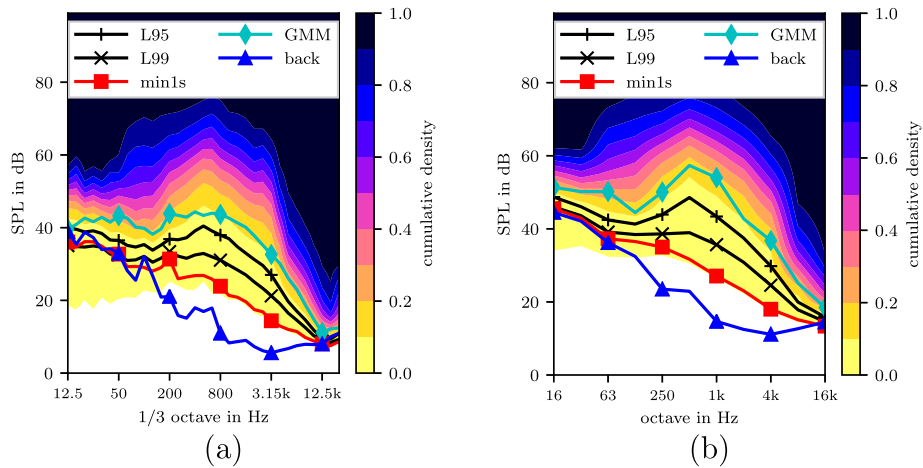 L95
L99
min1s
GMM
back
SPL in dB
0
20
40
60
80
12.5 50 200 800 3.15k 12.5k
1/3 octave in Hz
0.0
0.2
0.4
0.6
0.8
1.0
cumulative density
(a)
L95
L99
min1s
GMM
back
SPL in dB
0
20
40
60
80
16 63 250 1k 4k 16k
octave in Hz
0.0
0.2
0.4
0.6
0.8
1.0
cumulative density
(b)